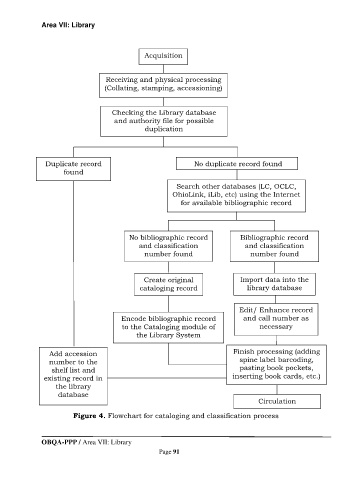 Area VII: Library
Acquisition
Receiving and physical processing
(Collating, stamping, accessioning)
Checking the Library database
and authority file for possible
duplication
Duplicate record
found
No duplicate record found
Search other databases (LC, OCLC,
OhioLink, iLib, etc) using the Internet
for available bibliographic record
No bibliographic record
and classification
number found
Bibliographic record
and classification
number found
Create original
cataloging record
Import data into the
library database
Encode bibliographic record
to the Cataloging module of
the Library System
Edit/ Enhance record
and call number as
necessary
Add accession
number to the
shelf list and
existing record in
the library
database
Finish processing (adding
spine label barcoding,
pasting book pockets,
inserting book cards, etc.)
Circulation
Figure 4. Flowchart for cataloging and classification process
OBQA-PPP / Area VII: Library
Page 91